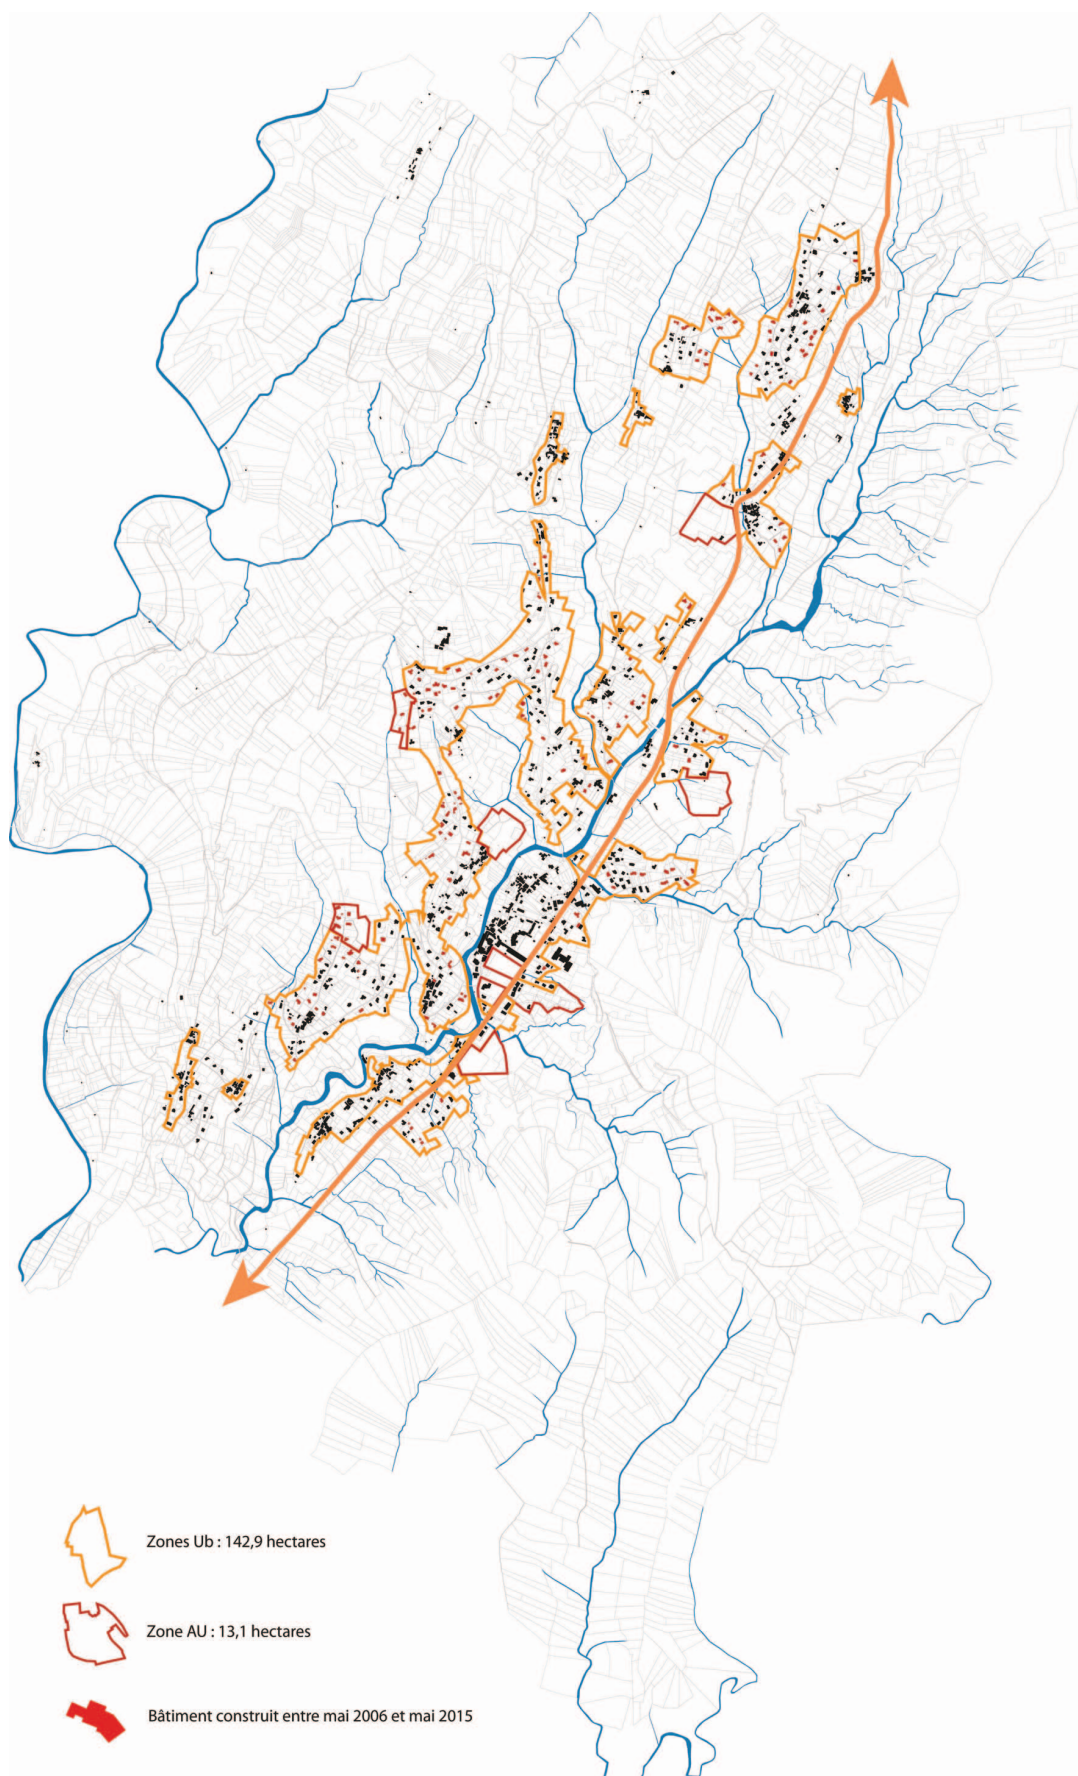 Zones Ub : 142,9 hectares
Zone AU : 13,1 hectares
Bâtiment construit entre mai 2006 et mai 2015